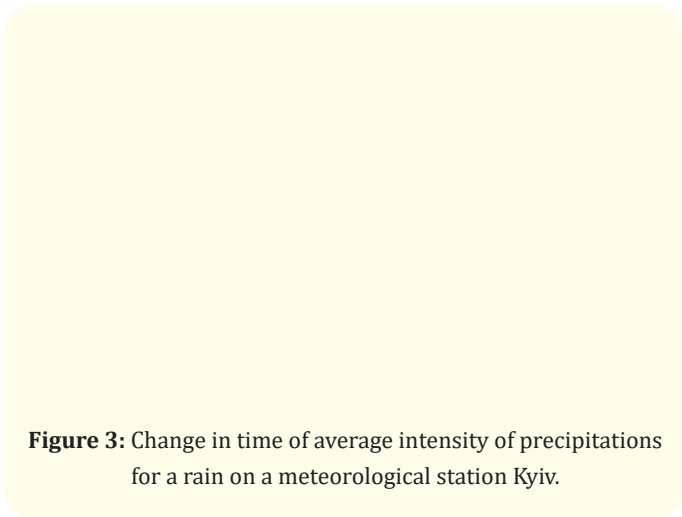 Figure 3: Change in time of average intensity of precipitations
for a rain on a meteorological station Kyiv.